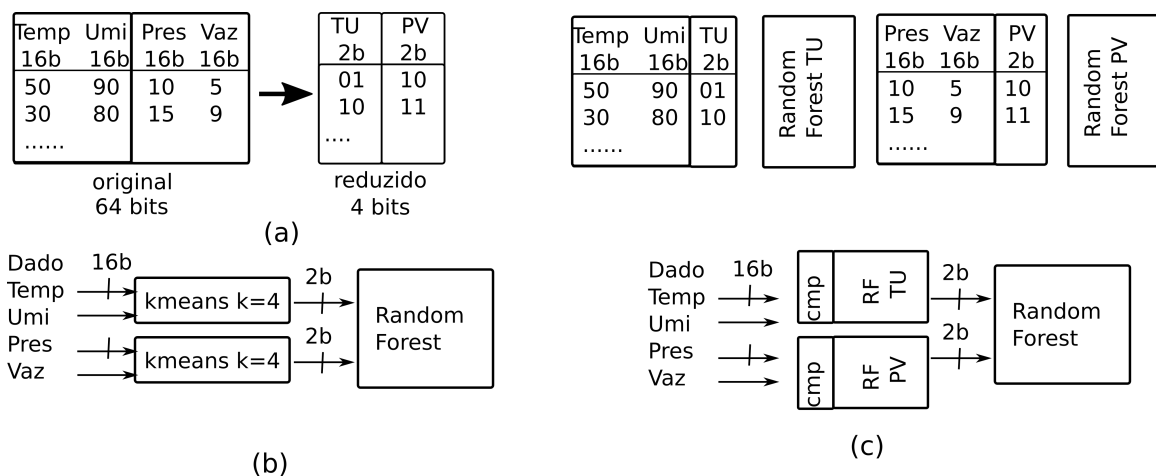 Temp Umi Pres Vaz
16b 16b 16b 16b
50 90 10 5
30 80 15 9
......
original
64 bits
TU PV
2b 2b
01 10
10 11
....
reduzido
4 bits
(a)
Temp Umi TU
16b 16b 2b
50 90 01
30 80 10
......
Random
Forest TU
Pres Vaz PV
16b 16b 2b
10 5 10
15 9 11
......
Random
Forest PV
Dado
Temp
Umi
Pres
Vaz
16b
kmeans k=4
kmeans k=4
2b
2b
Random
Forest
(b)
Dado
Temp
Umi
Pres
Vaz
16b
cmp
RF
TU
cmp
RF
PV
2b
2b
Random
Forest
(c)